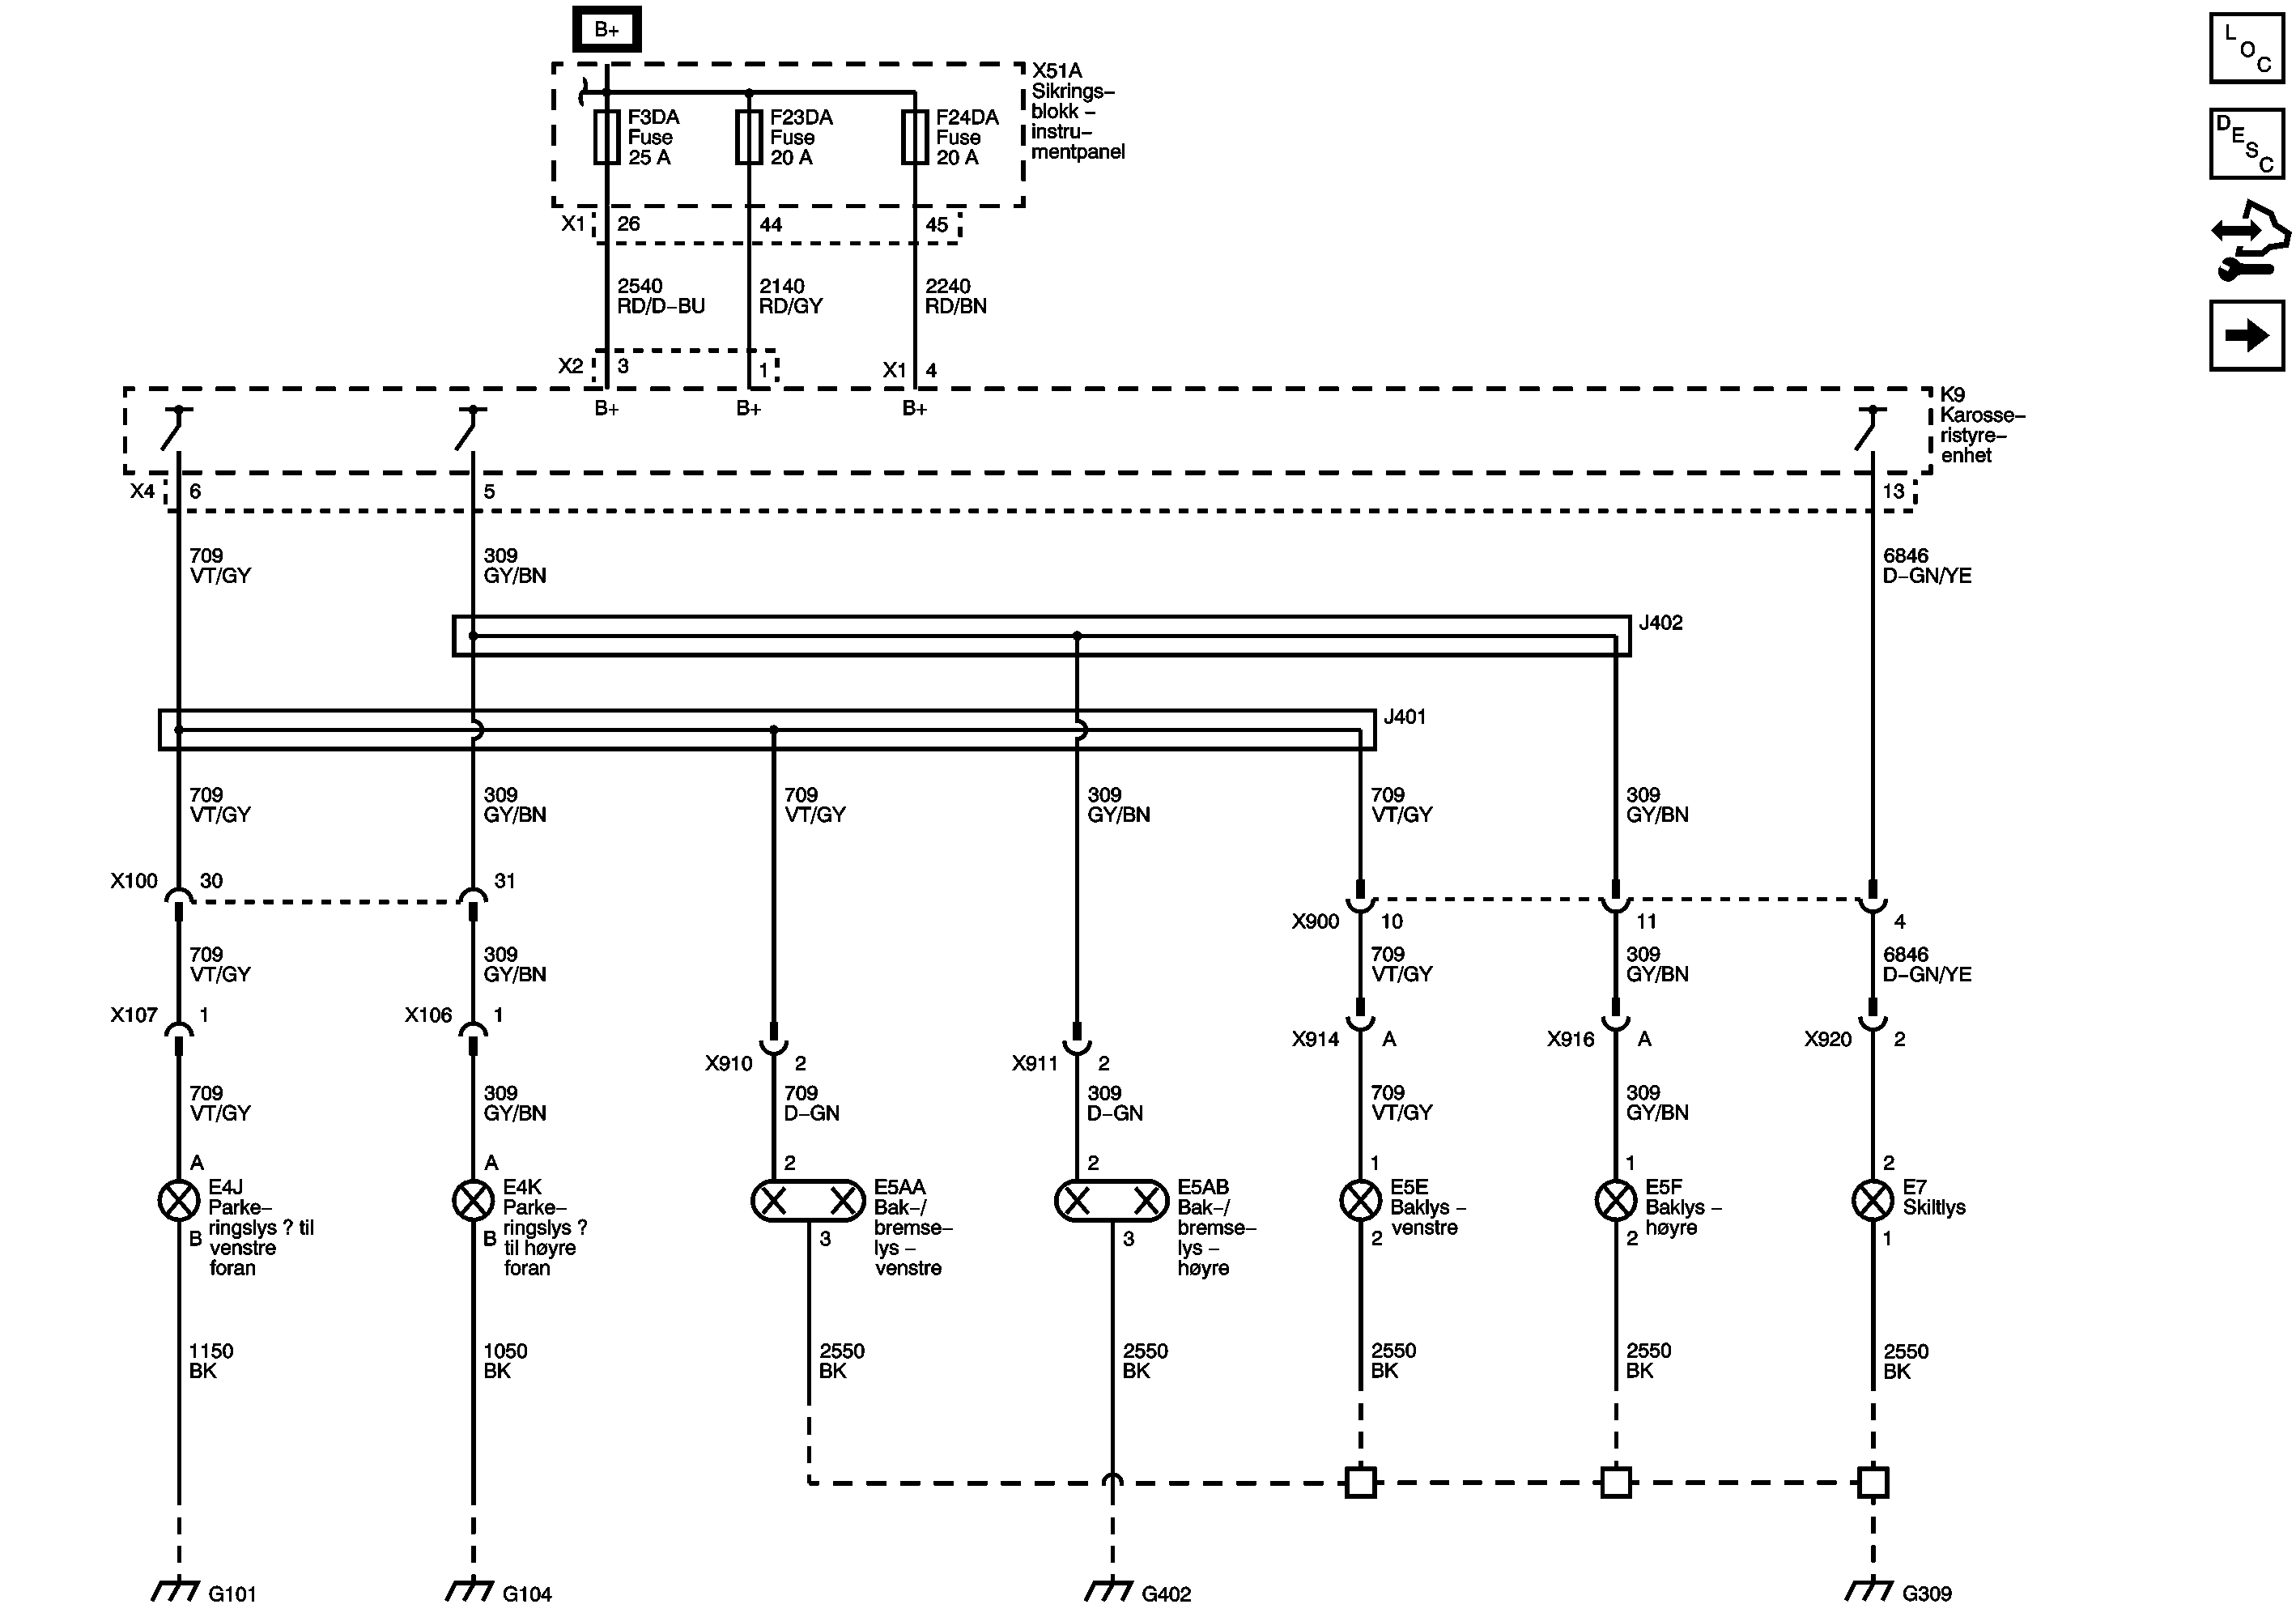 B+
L
O
C
X51A
Sikrings–
blokk –
instru–
mentpanel
F3DA
Fuse
25 A
F23DA
Fuse
20 A
F24DA
Fuse
20 A
D
E
S
C
X1
26
44
45
2540
RD/D–BU
2140
RD/GY
2240
RD/BN
X2
3
1
X1
4
B+
B+
B+
K9
Karosse–
ristyre–
enhet
X4
6
5
13
709
VT/GY
309
GY/BN
6846
D–GN/YE
J402
J401
709
VT/GY
309
GY/BN
709
VT/GY
309
GY/BN
709
VT/GY
309
GY/BN
X100
30
31
X900
10
11
4
709
VT/GY
309
GY/BN
709
VT/GY
309
GY/BN
6846
D–GN/YE
X107
1
X106
1
X910
2
X911
2
X914
A
X916
A
X920
2
709
VT/GY
309
GY/BN
709
D–GN
309
D–GN
709
VT/GY
309
GY/BN
A
A
2
2
1
1
2
E4J
Parke–
ringslys ? til
venstre
foran
B
E4K
Parke–
ringslys ?
til høyre
foran
B
E5AA
Bak–/
bremse–
lys –
venstre
3
E5AB
Bak–/
bremse–
lys –
høyre
3
E5E
Baklys –
venstre
2
E5F
Baklys –
høyre
2
E7
Skiltlys
1
1150
BK
1050
BK
2550
BK
2550
BK
2550
BK
2550
BK
2550
BK
G101
G104
G402
G309